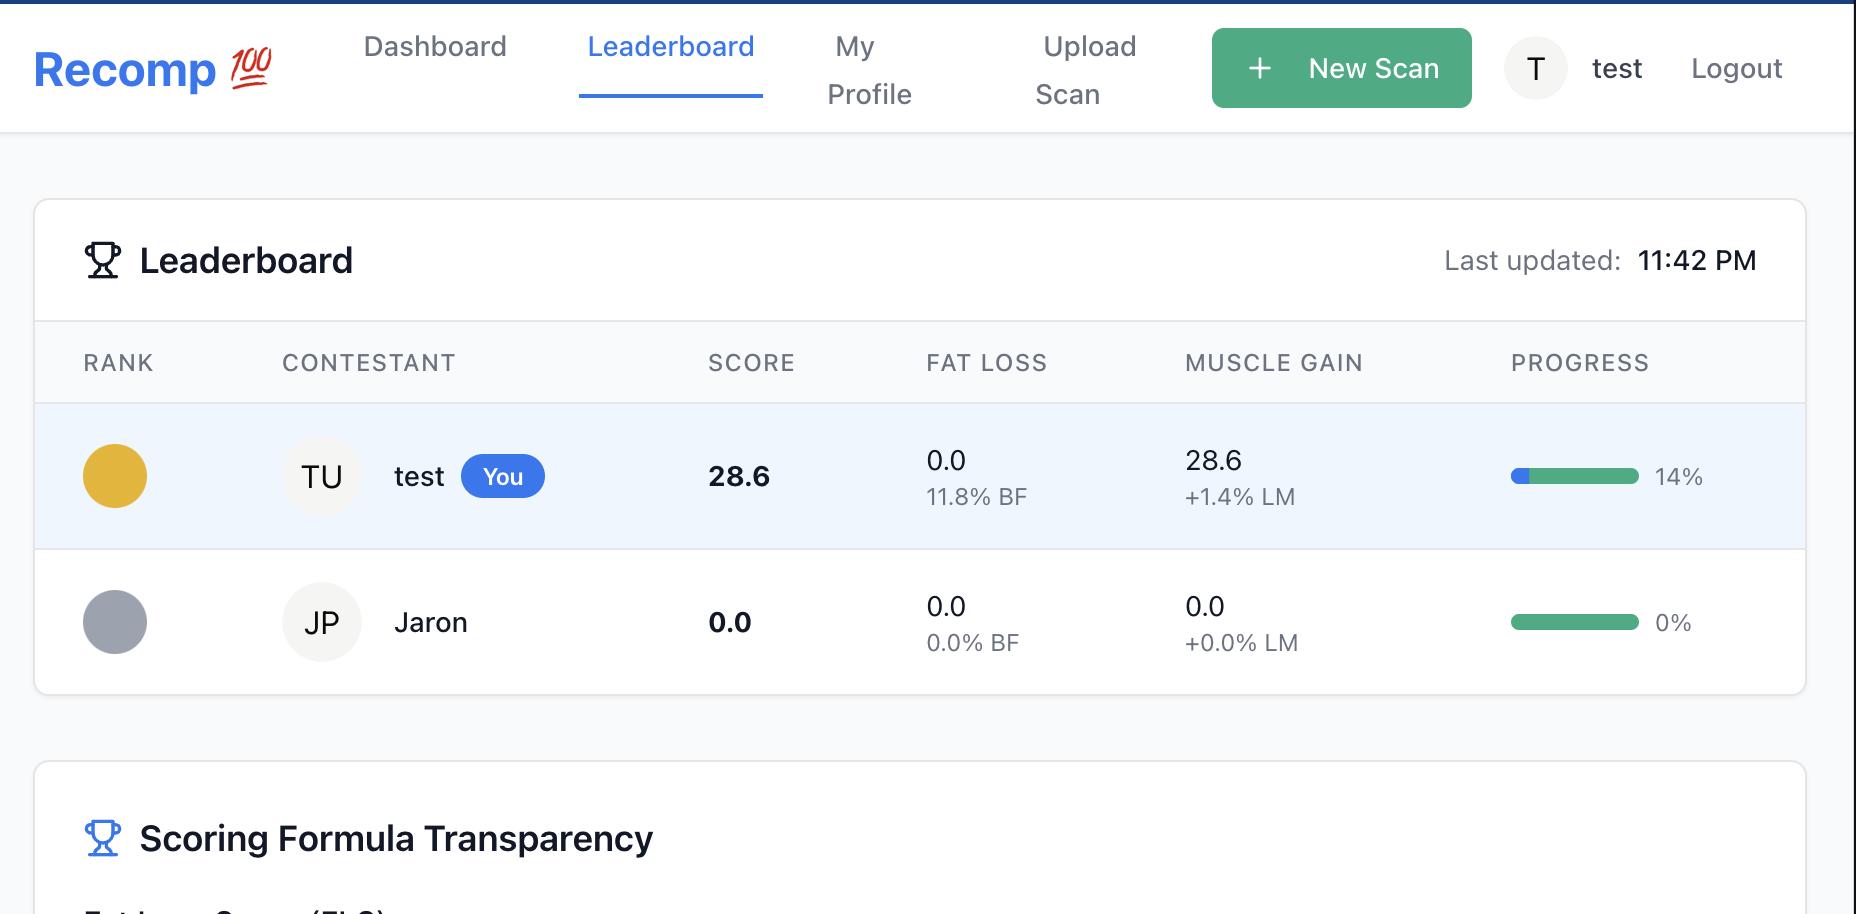 Recomp 💯
Dashboard
Leaderboard
My
Profile
Upload
Scan
+ New Scan
T
test
Logout
Leaderboard
Last updated: 11:42 PM
RANK CONTESTANT SCORE FAT LOSS MUSCLE GAIN PROGRESS
TU test You 28.6 0.0 28.6 14%
11.8% BF +1.4% LM
JP Jaron 0.0 0.0 0.0 0%
0.0% BF +0.0% LM
Scoring Formula Transparency